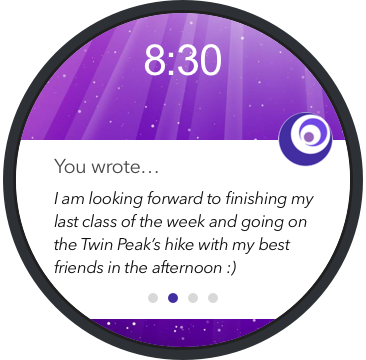 8:30
You wrote...
I am looking forward to finishing my
last class of the week and going on
the Twin Peak's hike with my best
friends in the afternoon :)